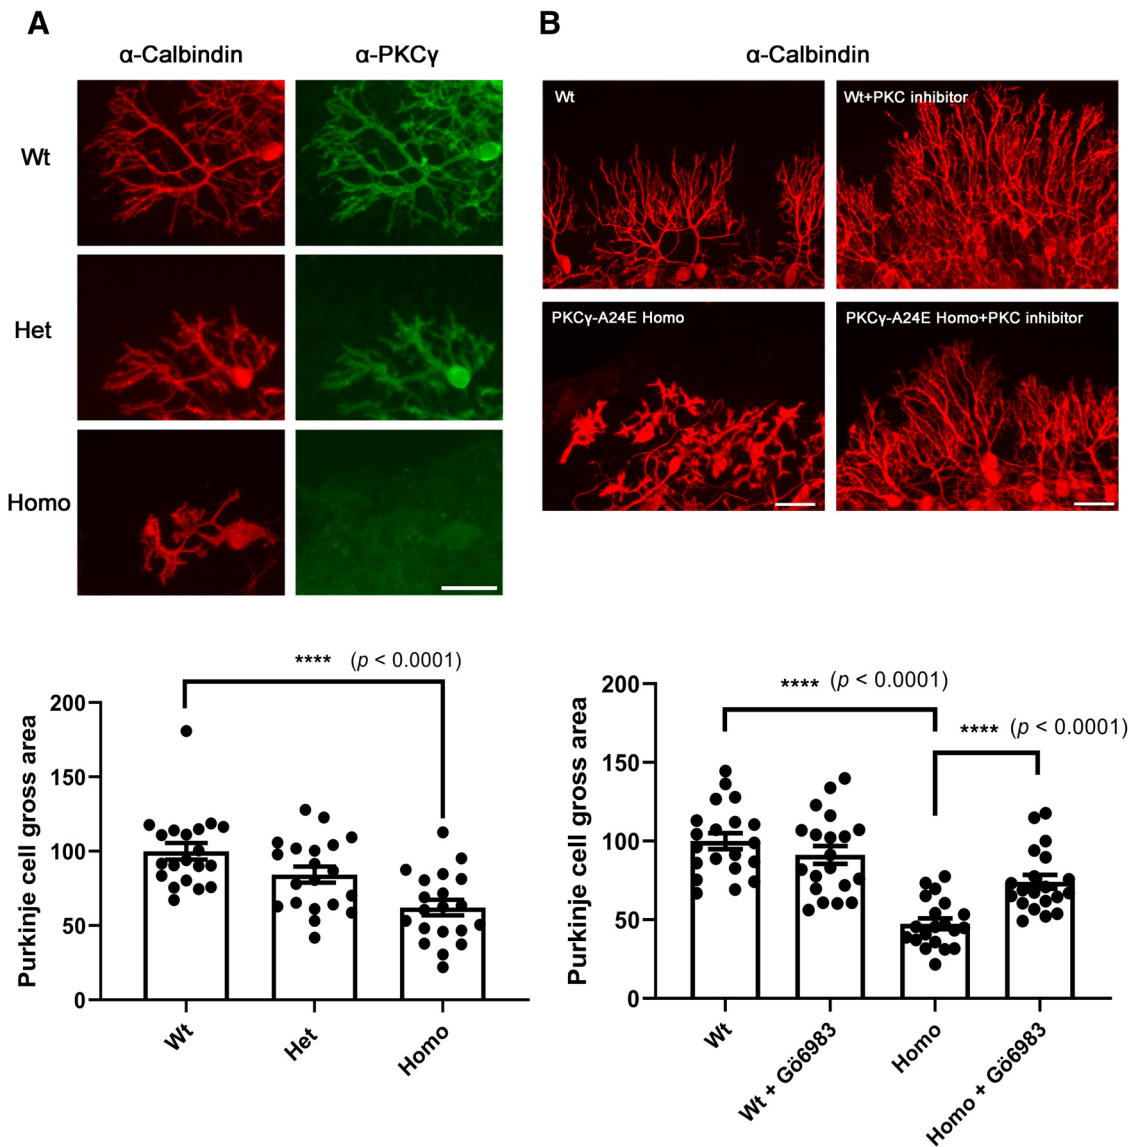 A
α-Calbindin α-PKCγ
Wt
Het
Homo
**** (p < 0.0001)
Purkinje cell gross area
200
150
100
50
0
Wt Het Homo
B
α-Calbindin
Wt
Wt+PKC inhibitor
PKCγ-A24E Homo
PKCγ-A24E Homo+PKC inhibitor
**** (p < 0.0001)
**** (p < 0.0001)
Purkinje cell gross area
200
150
100
50
0
Wt Wt + Gö6983 Homo Homo + Gö6983